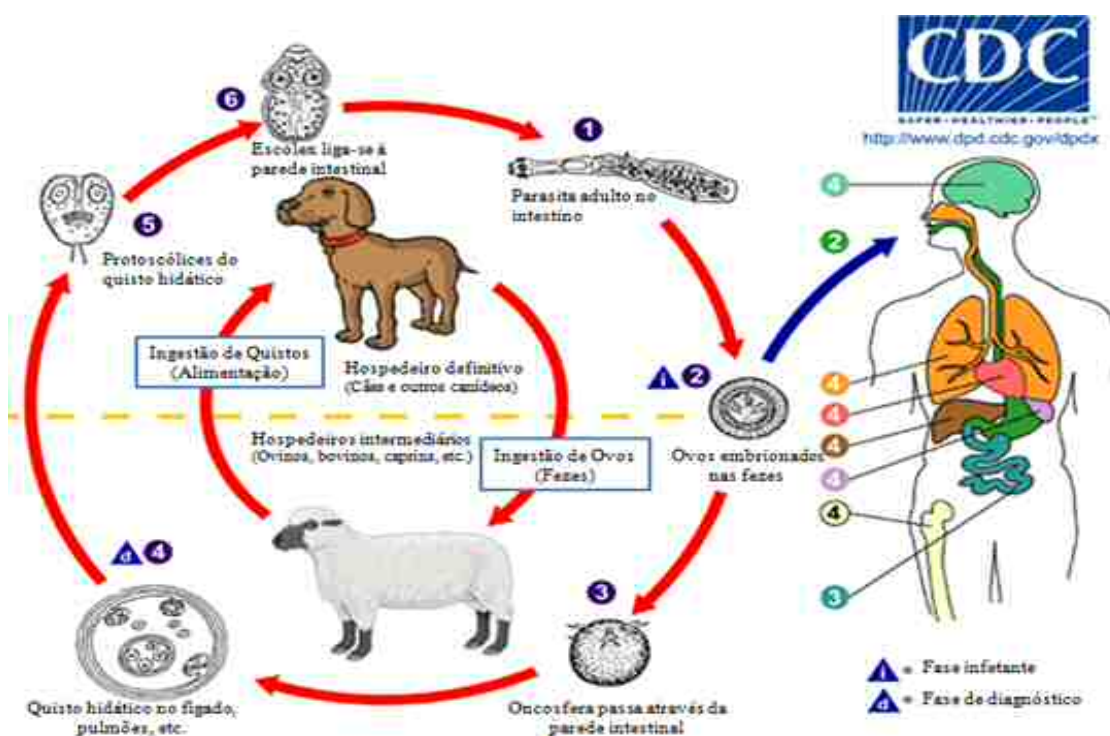 CDC
SAFER • HEALTHIER • PEOPLE™
http://www.dpd.cdc.gov/dpdx
6
Escólex liga-se à
parede intestinal
1
Parasita adulto no
intestino
5
Protoscólices do
quisto hidático
Ingestão de Quistos
(Alimentação)
Hospedeiro definitivo
(Cães e outros canídeos)
i 2
Ovos embrionados
nas fezes
Hospedeiros intermediários
(Ovinos, bovinos, caprins, etc.)
Ingestão de Ovos
(Fezes)
d 4
Quisto hidático no fígado,
pulmões, etc.
3
Oncosfera passa através da
parede intestinal
4
2
4
4
4
4
4
3
i = Fase infetante
d = Fase de diagnóstico